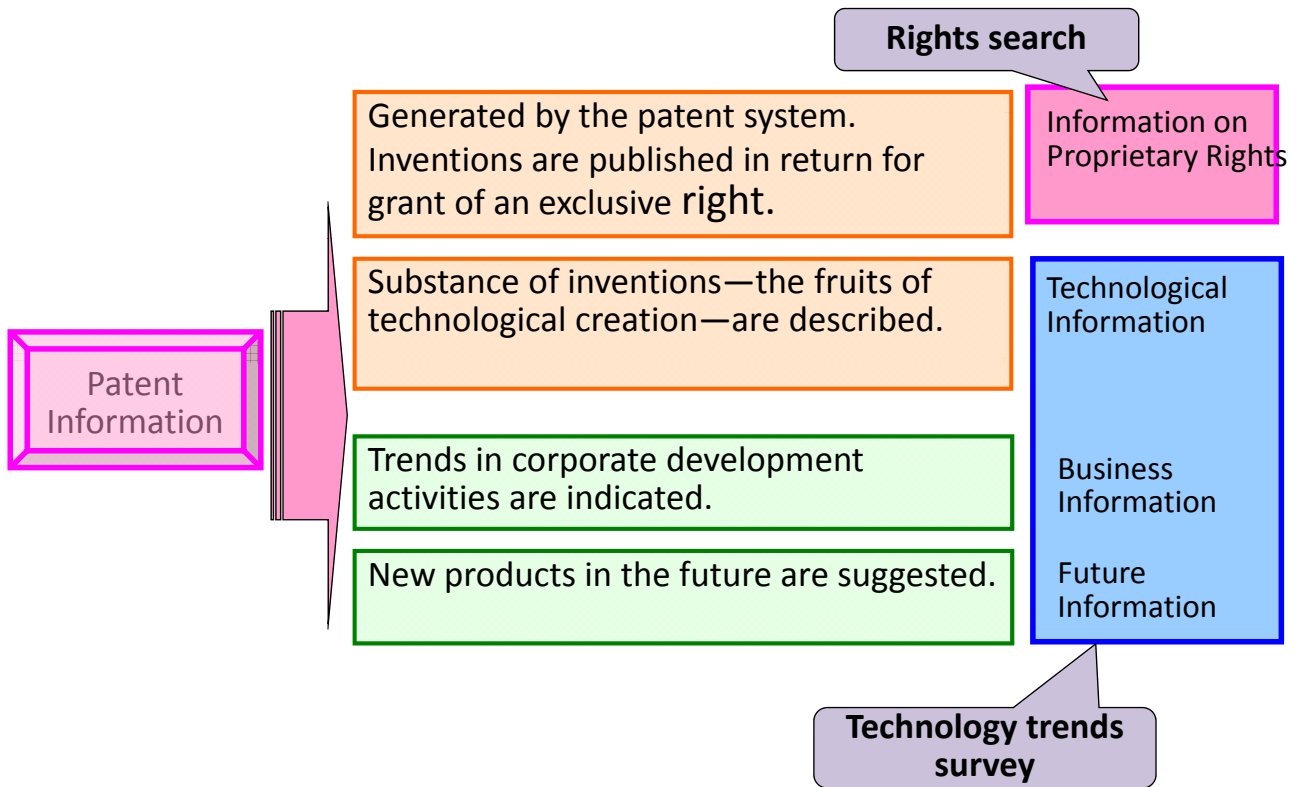 Rights search
Generated by the patent system.
Inventions are published in return for
grant of an exclusive right.
Information on
Proprietary Rights
Substance of inventions—the fruits of
technological creation—are described.
Technological
Information
Patent
Information
Trends in corporate development
activities are indicated.
Business
Information
New products in the future are suggested.
Future
Information
Technology trends
survey